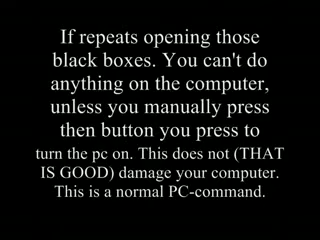 If repeats opening those
black boxes. You can't do
anything on the computer,
unless you manually press
then button you press to
turn the pc on. This does not (THAT
IS GOOD) damage your computer.
This is a normal PC-command.